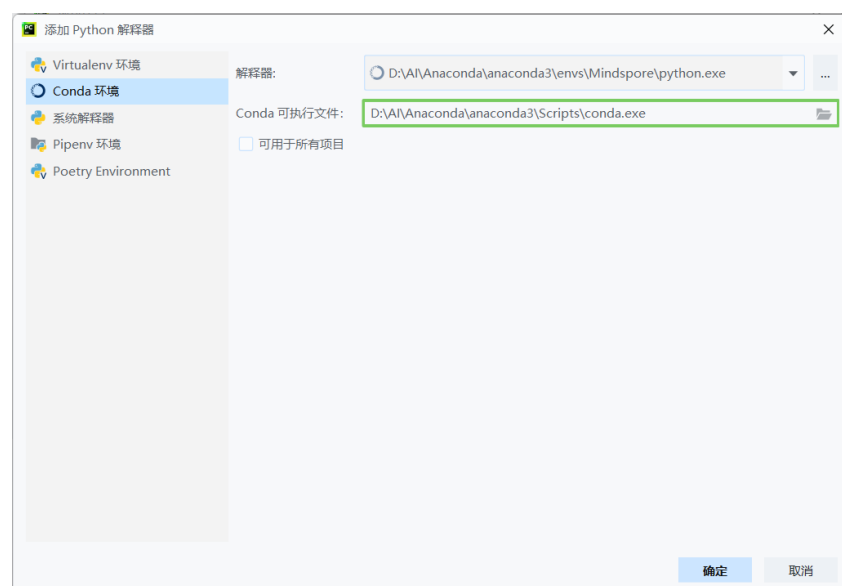 添加 Python 解释器
Virtualenv 环境
Conda 环境
系统解释器
Pipenv 环境
Poetry Environment
解释器:
D:\AI\Anaconda\anaconda3\envs\Mindspore\python.exe
...
Conda 可执行文件:
D:\AI\Anaconda\anaconda3\Scripts\conda.exe
可用于所有项目
确定
取消